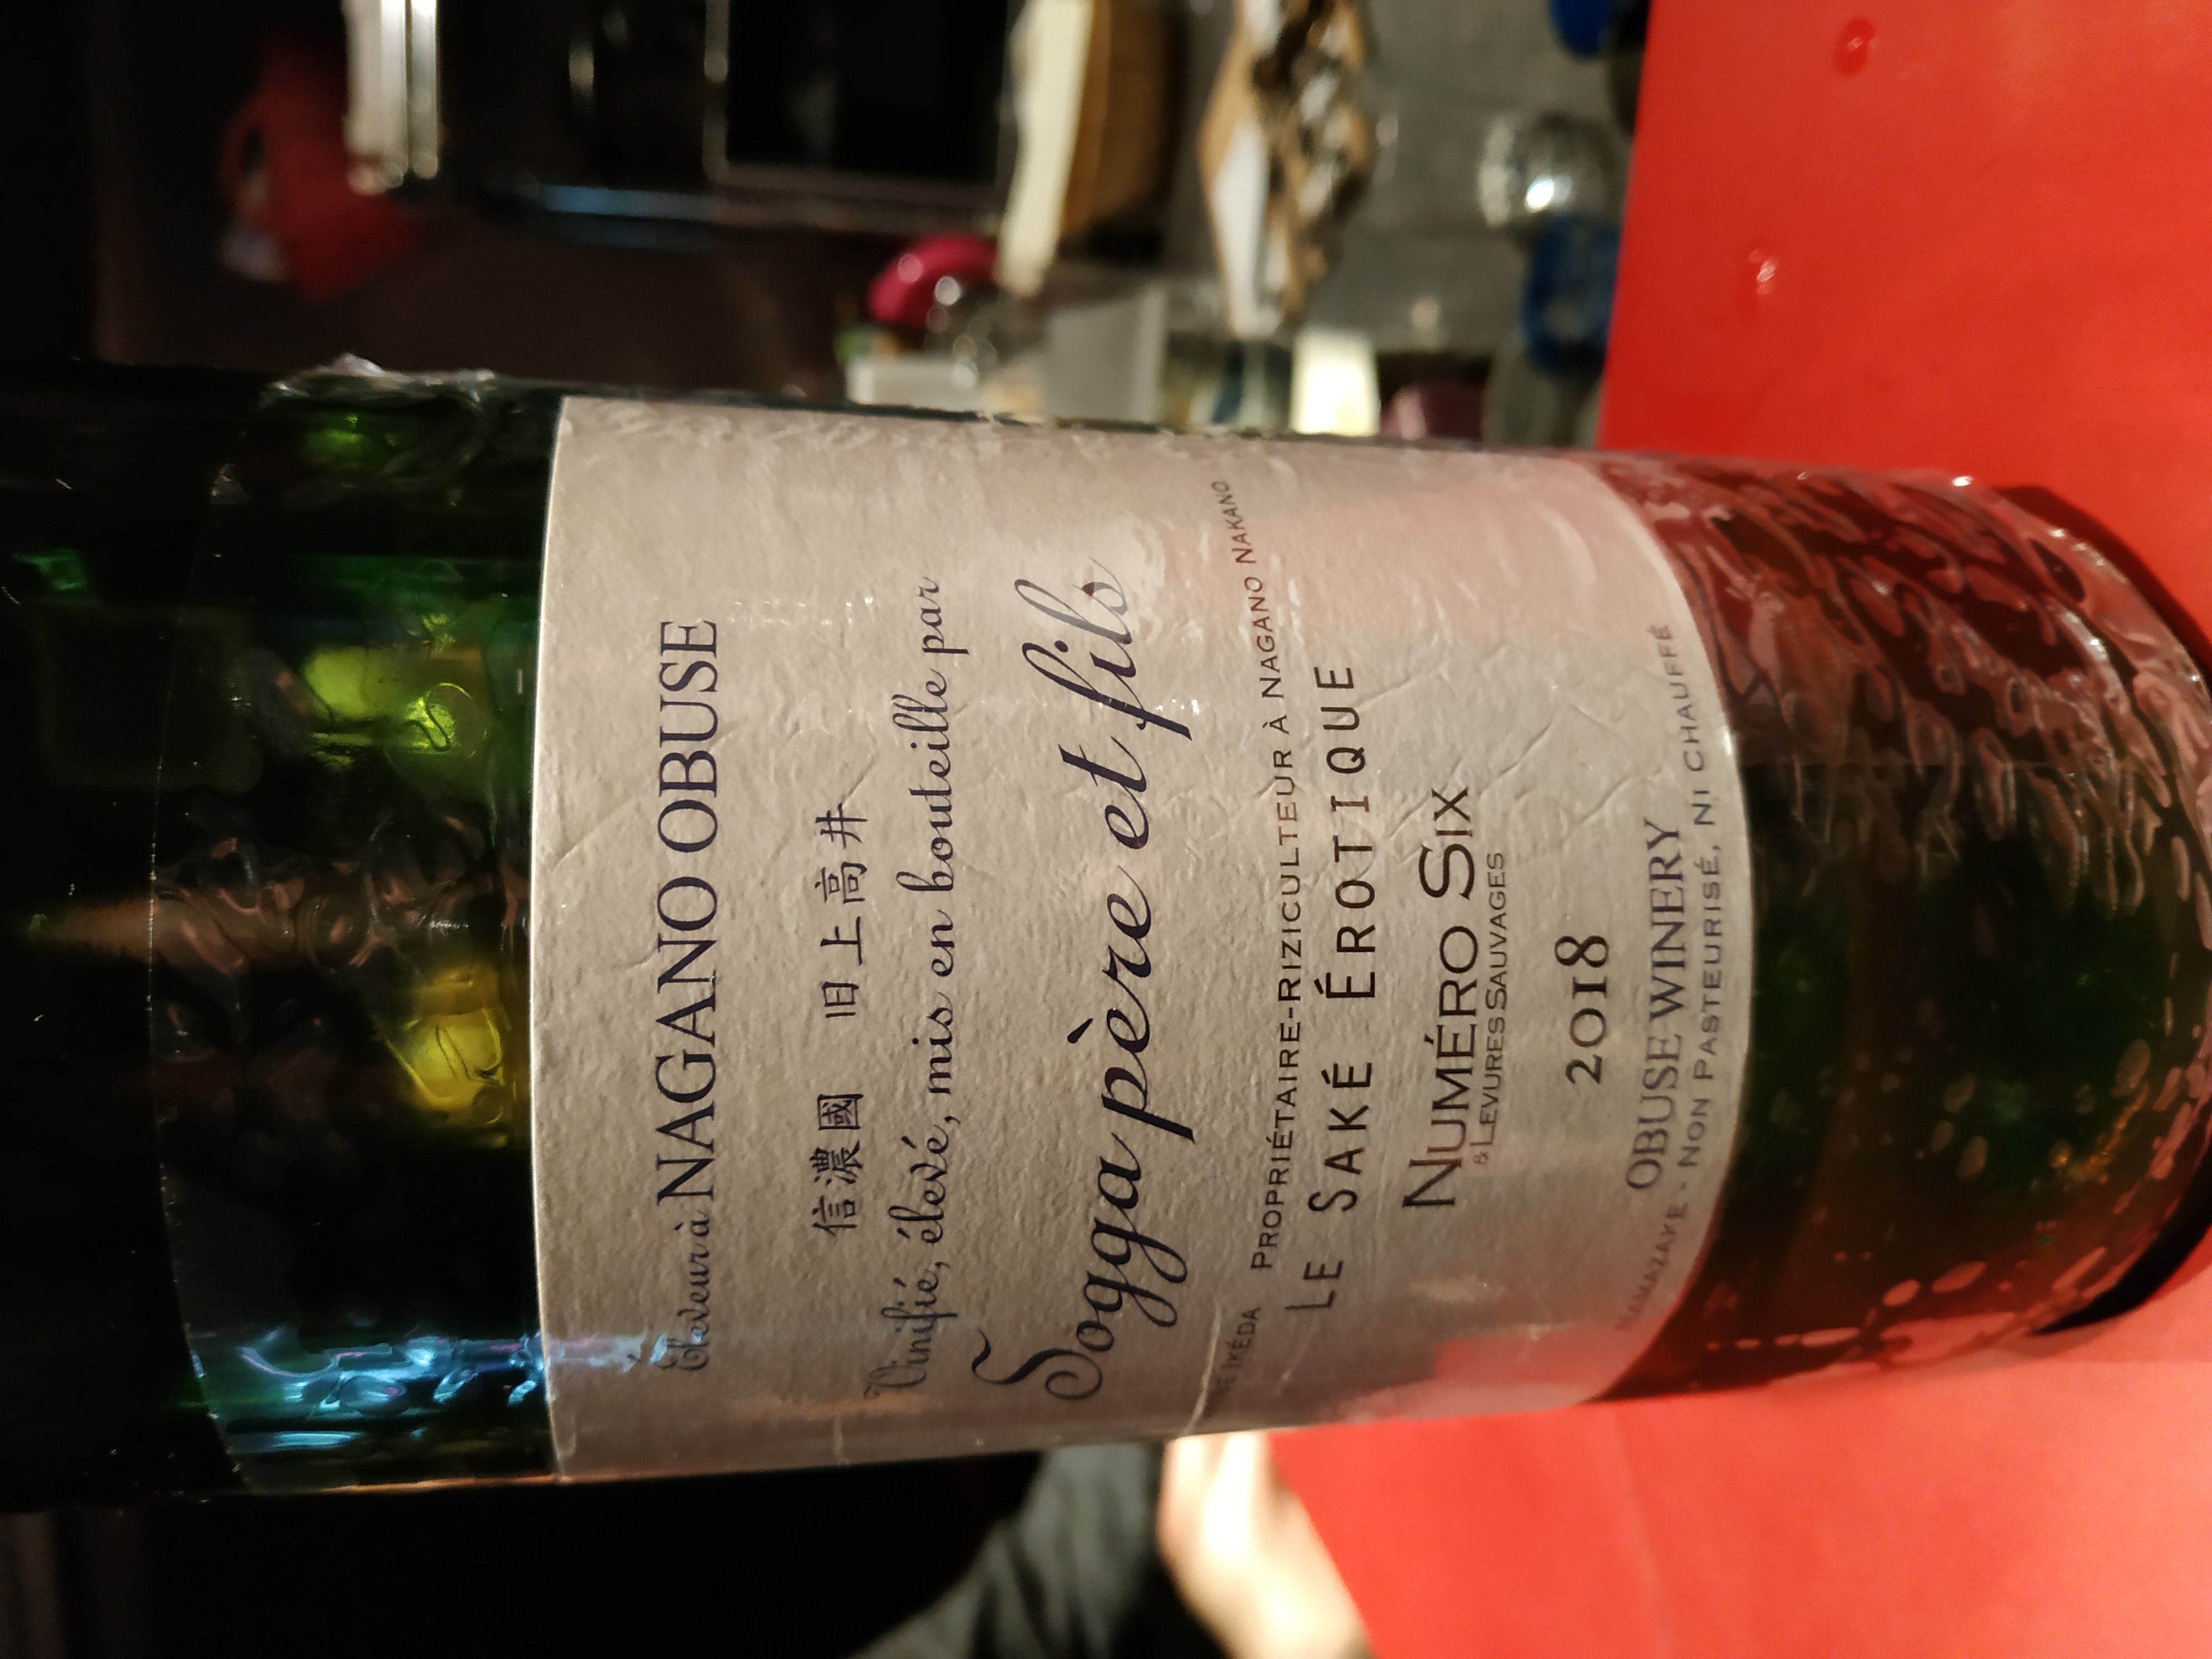 Éleveur à NAGANO OBUSE
信濃國 旧上高井
Vinifié, élevé, mis en bouteille par
Sogga père et fils
IKÉDA PROPRIÉTAIRE-RIZICULTEUR À NAGANO NAKANO
LE SAKÉ ÉROTIQUE
NUMÉRO SIX
& LEVURES SAUVAGES
2018
OBUSE WINERY
NAMAZAKE - NON PASTEURISÉ, NI CHAUFFÉ